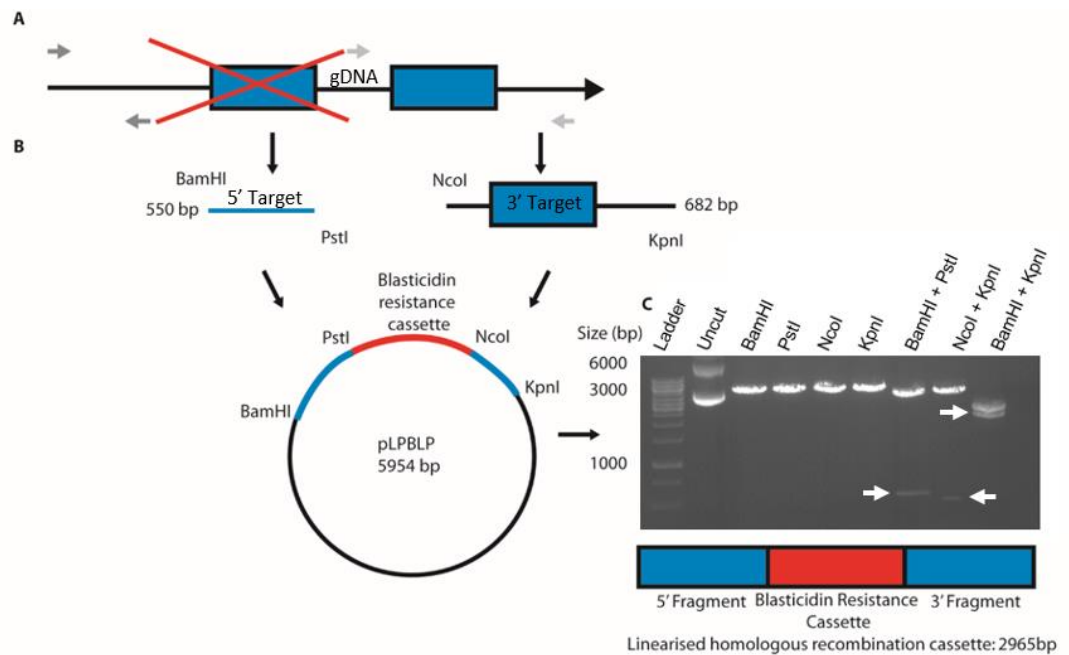 A
gDNA
B
BamHI
5’ Target
550 bp
PstI
NcoI
3’ Target
682 bp
KpnI
Blasticidin
resistance
cassette
PstI
NcoI
BamHI
KpnI
pLPBLP
5954 bp
C
Size (bp)
Ladder
Uncut
BamHI
PstI
NcoI
KpnI
BamHI + PstI
NcoI + KpnI
BamHI + KpnI
6000
3000
1000
5’ Fragment
Blasticidin Resistance
Cassette
3’ Fragment
Linearised homologous recombination cassette: 2965bp